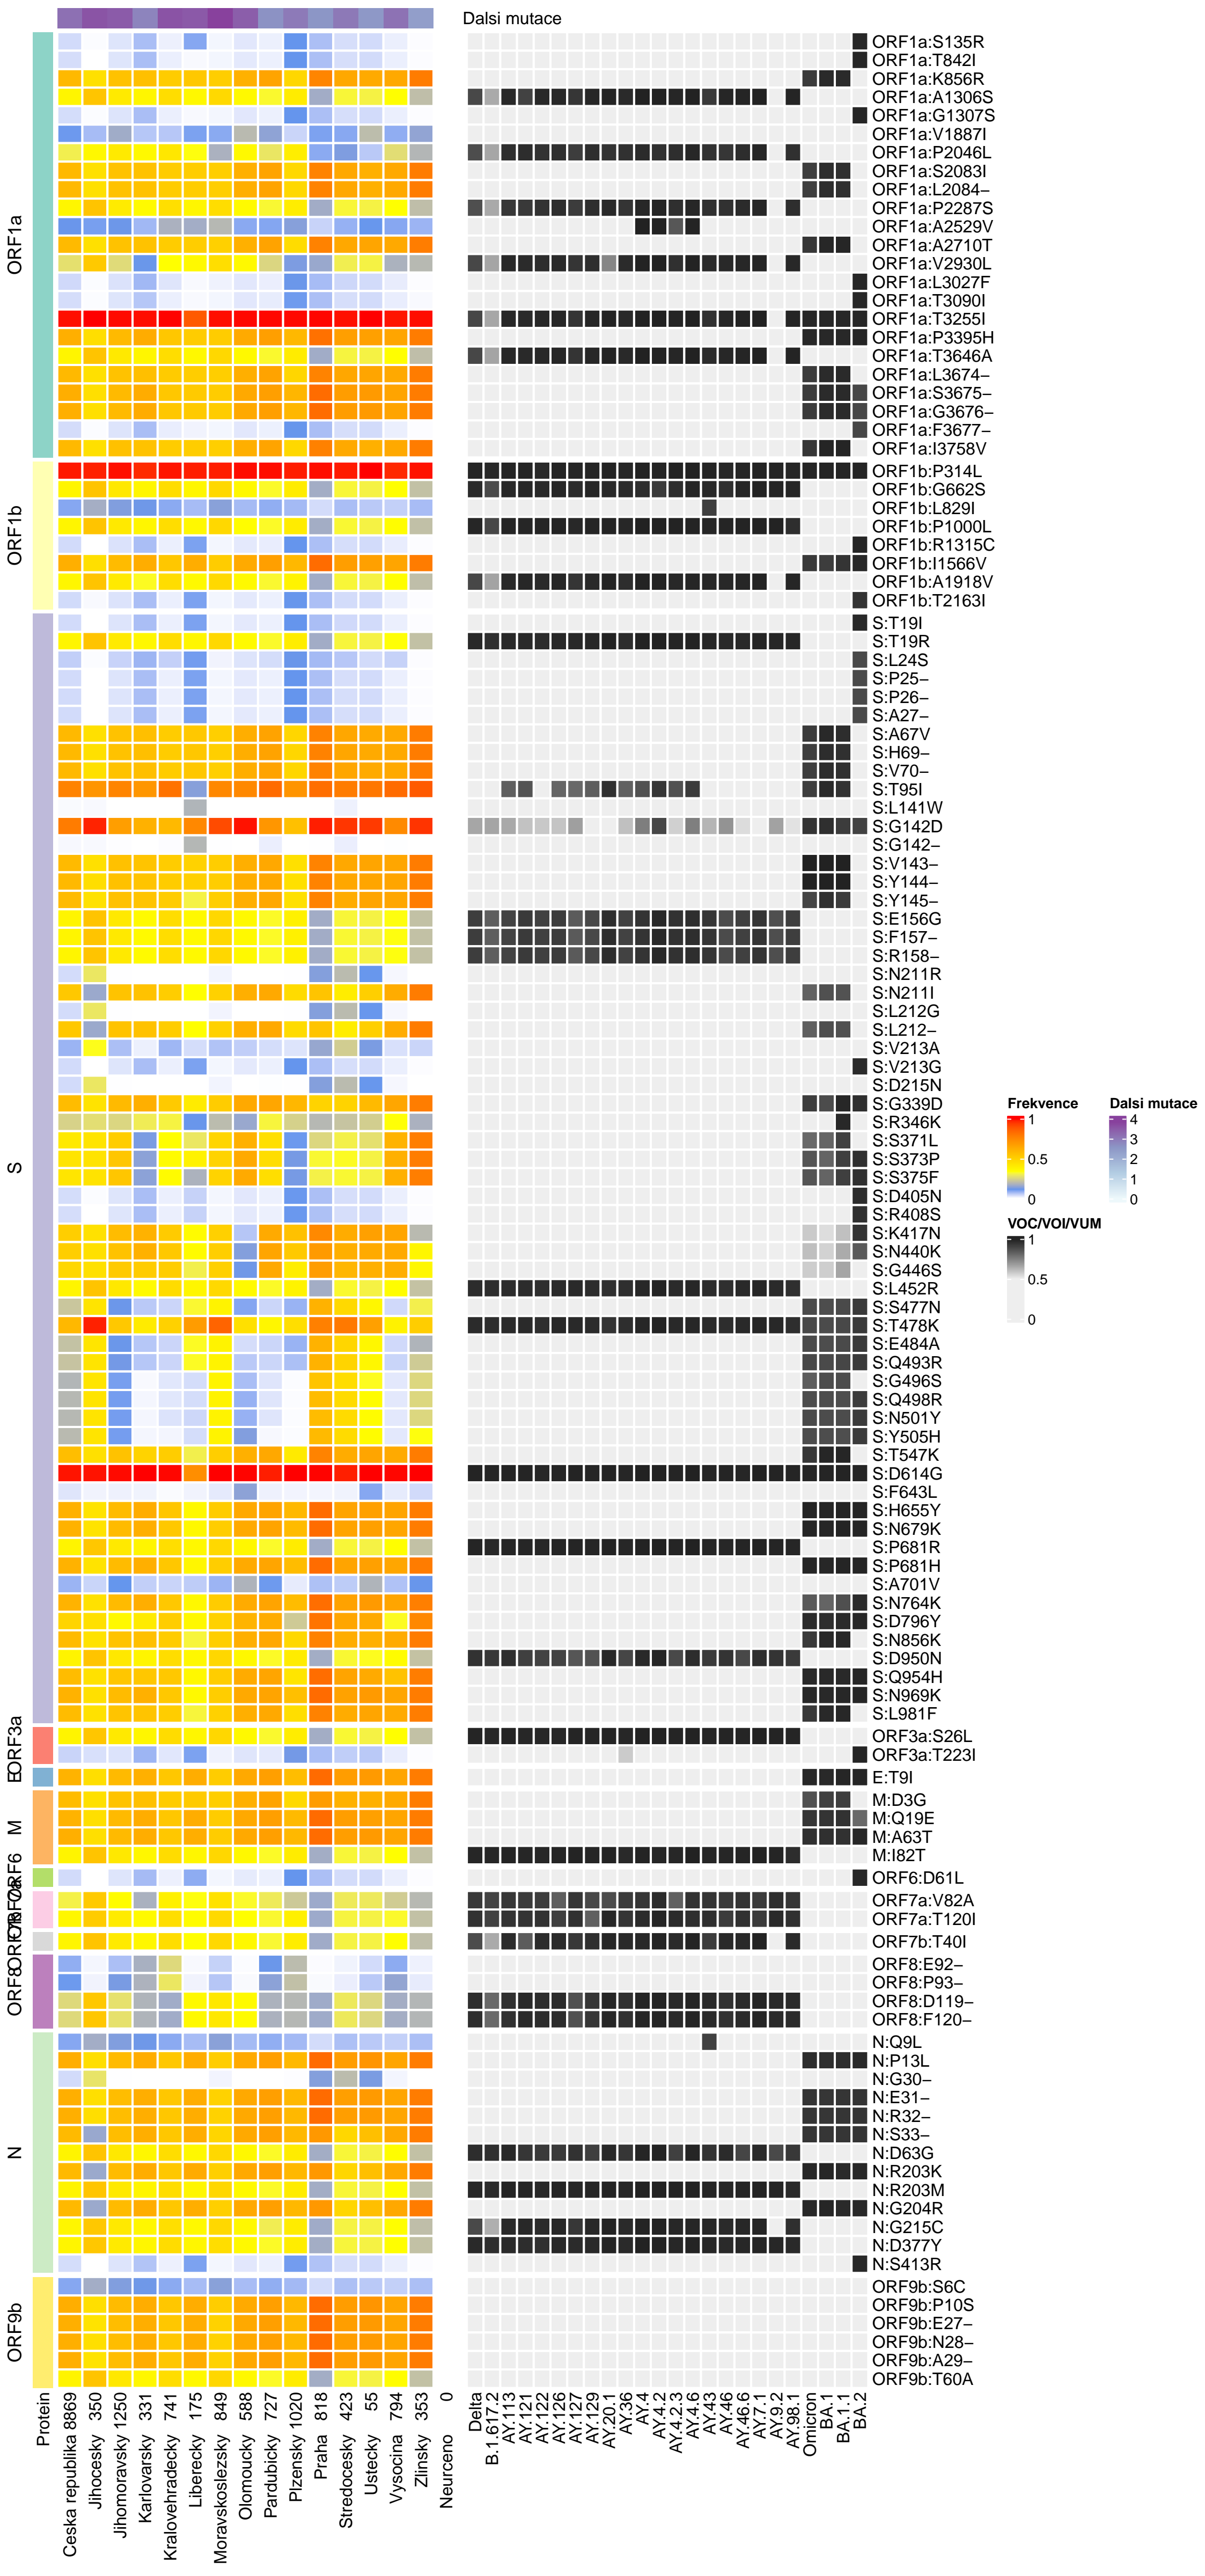 Dalsi mutace
ORF1a:S135R
ORF1a:T842I
ORF1a:K856R
ORF1a:A1306S
ORF1a:G1307S
ORF1a:V1887I
ORF1a:P2046L
ORF1a:S2083I
ORF1a:L2084–
ORF1a:P2287S
ORF1a:A2529V
ORF1a:A2710T
ORF1a:V2930L
ORF1a:L3027F
ORF1a:T3090I
ORF1a:T3255I
ORF1a:P3395H
ORF1a:T3646A
ORF1a:L3674–
ORF1a:S3675–
ORF1a:G3676–
ORF1a:F3677–
ORF1a:I3758V
ORF1b:P314L
ORF1b:G662S
ORF1b:L829I
ORF1b:P1000L
ORF1b:R1315C
ORF1b:I1566V
ORF1b:A1918V
ORF1b:T2163I
S:T19I
S:T19R
S:L24S
S:P25–
S:P26–
S:A27–
S:A67V
S:H69–
S:V70–
S:T95I
S:L141W
S:G142D
S:G142–
S:V143–
S:Y144–
S:Y145–
S:E156G
S:F157–
S:R158–
S:N211R
S:N211I
S:L212G
S:L212–
S:V213A
S:V213G
S:D215N
S:G339D
S:R346K
S:S371L
S:S373P
S:S375F
S:D405N
S:R408S
S:K417N
S:N440K
S:G446S
S:L452R
S:S477N
S:T478K
S:E484A
S:Q493R
S:G496S
S:Q498R
S:N501Y
S:Y505H
S:T547K
S:D614G
S:F643L
S:H655Y
S:N679K
S:P681R
S:P681H
S:A701V
S:N764K
S:D796Y
S:N856K
S:D950N
S:Q954H
S:N969K
S:L981F
ORF3a:S26L
ORF3a:T223I
E:T9I
M:D3G
M:Q19E
M:A63T
M:I82T
ORF6:D61L
ORF7a:V82A
ORF7a:T120I
ORF7b:T40I
ORF8:E92–
ORF8:P93–
ORF8:D119–
ORF8:F120–
N:Q9L
N:P13L
N:G30–
N:E31–
N:R32–
N:S33–
N:D63G
N:R203K
N:R203M
N:G204R
N:G215C
N:D377Y
N:S413R
ORF9b:S6C
ORF9b:P10S
ORF9b:E27–
ORF9b:N28–
ORF9b:A29–
ORF9b:T60A
ORF1a
ORF1b
S
ORF3a
E
M
ORF6
ORF7a
ORF7b
ORF8
N
ORF9b
Protein
Ceska republika 8869
Jihocesky 350
Jihomoravsky 1250
Karlovarsky 331
Kralovehradecky 741
Liberecky 175
Moravskoslezsky 849
Olomoucky 588
Pardubicky 727
Plzensky 1020
Praha 818
Stredocesky 423
Ustecky 55
Vysocina 794
Zlinsky 353
Neurceno 0
Delta
B.1.617.2
AY.113
AY.121
AY.122
AY.126
AY.127
AY.129
AY.20.1
AY.36
AY.4
AY.4.2
AY.4.2.3
AY.4.6
AY.43
AY.46
AY.46.6
AY.7.1
AY.9.2
AY.98.1
Omicron
BA.1
BA.1.1
BA.2
Frekvence
1
0.5
0
Dalsi mutace
4
3
2
1
0
VOC/VOI/VUM
1
0.5
0